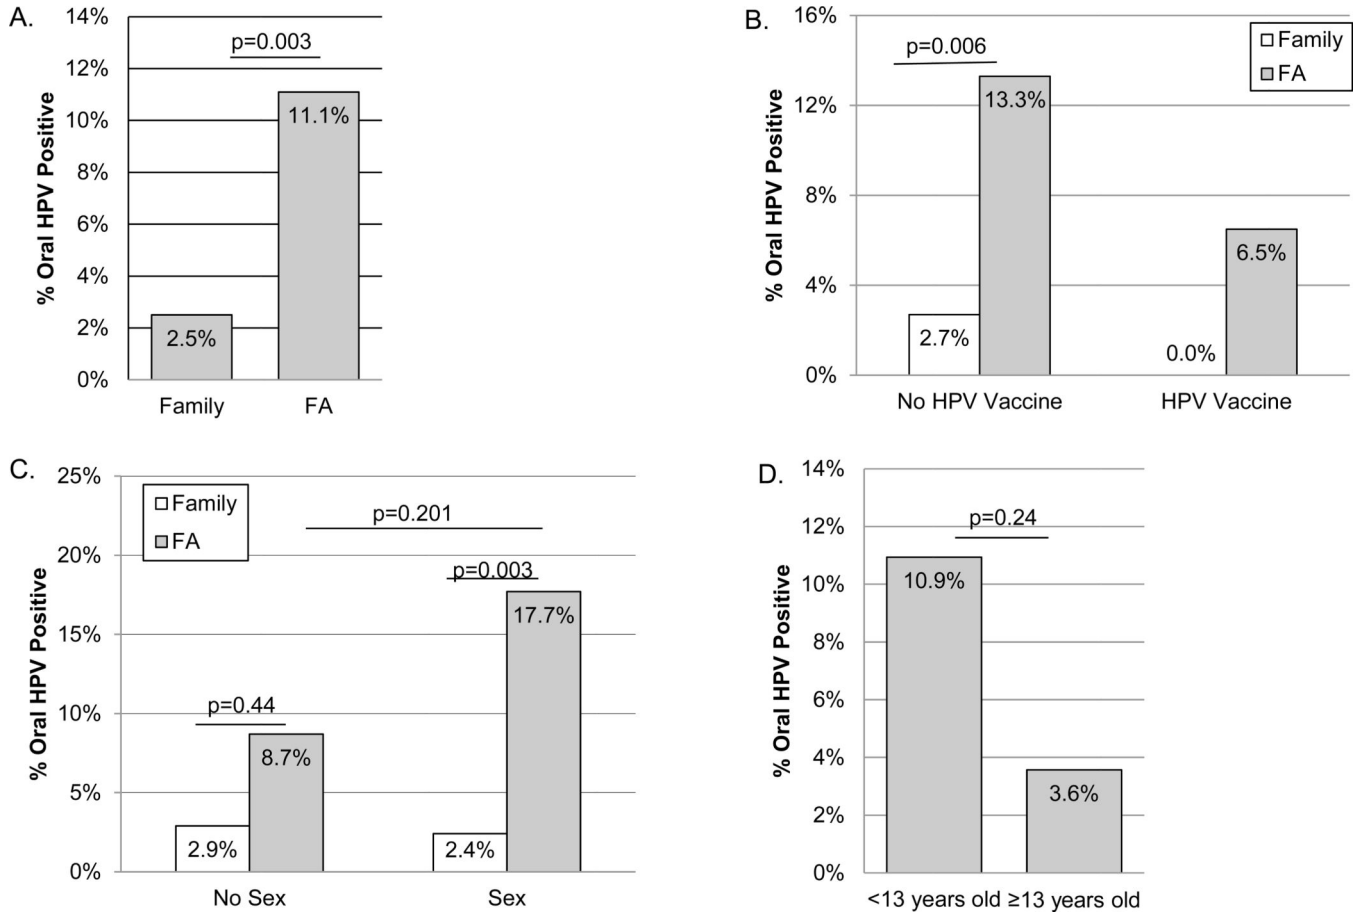 A.
% Oral HPV Positive
14%
12%
10%
8%
6%
4%
2%
0%
p=0.003
2.5%
11.1%
Family
FA
B.
% Oral HPV Positive
16%
12%
8%
4%
0%
p=0.006
Family
FA
2.7%
13.3%
0.0%
6.5%
No HPV Vaccine
HPV Vaccine
C.
% Oral HPV Positive
25%
20%
15%
10%
5%
0%
Family
FA
p=0.201
p=0.003
p=0.44
2.9%
8.7%
2.4%
17.7%
No Sex
Sex
D.
% Oral HPV Positive
14%
12%
10%
8%
6%
4%
2%
0%
p=0.24
10.9%
3.6%
<13 years old
≥13 years old